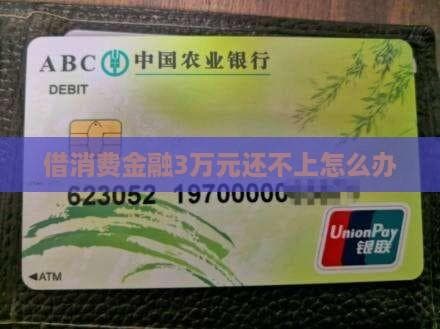 ABC 中国农业银行
DEBIT
借消费金融3万元还不上怎么办
623052 19700000
UnionPay
银联
◄ATM